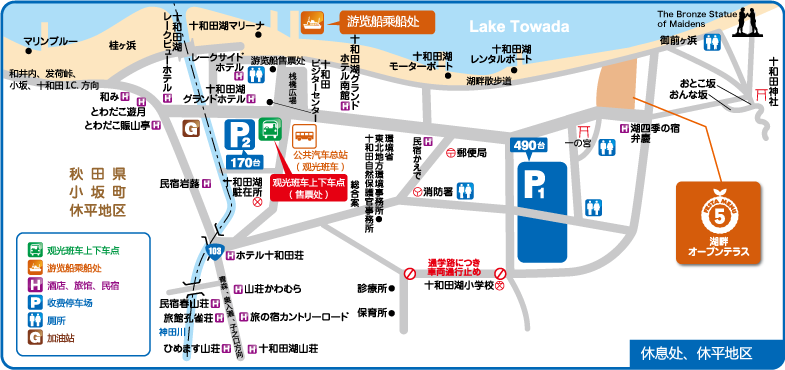 游览船乘船处
Lake Towada
The Bronze Statue
of Maidens
マリンブルー
桂ヶ浜
十和田湖
レークビューホテル
十和田湖マリーナ
レークサイド
ホテル
游览船售票处
桟橋広場
十和田
ビジターセンター
十和田湖グランド
ホテル南館
十和田湖
モーターボート
十和田湖
レンタルボート
湖畔散歩道
御前ヶ浜
十和田神社
おとこ坂
おんな坂
和井内、发荷峠、
小坂、十和田I.C.方向
和み
とわだこ遊月
とわだこ賑山亭
十和田湖
グランドホテル
G
P2
170台
公共汽车总站
(观光班车)
观光班车上下车点
(售票处)
環境省
東北地方環境事務所
十和田自然保護官事務所
総合案
民宿かえで
郵便局
消防署
490台
P1
一の宮
湖四季の宿
弁慶
FESTA MENU
5
湖畔
オープンテラス
秋田県
小坂町
休平地区
民宿岩路
十和田湖
駐在所
103
ホテル十和田荘
青森・奥入瀬・子ノ口方向
山荘かわむら
民宿春山荘
旅館孔雀荘
旅の宿カントリーロード
神田川
ひめます山荘
十和田湖山荘
診療所
保育所
通学路につき
車両通行止め
十和田湖小学校
观光班车上下车点
游览船乘船处
酒店、旅馆、民宿
收费停车场
厕所
加油站
休息处、休平地区